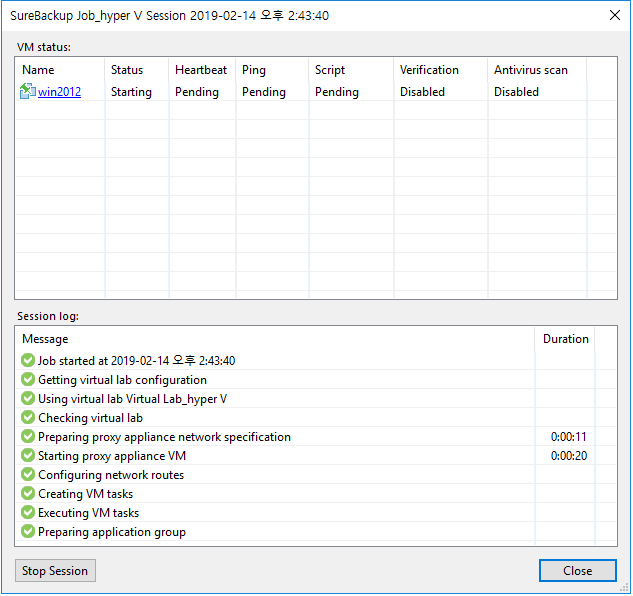 SureBackup Job_hyper V Session 2019-02-14 오후 2:43:40
VM status:
Name Status Heartbeat Ping Script Verification Antivirus scan
win2012 Starting Pending Pending Pending Disabled Disabled
Session log:
Message Duration
Job started at 2019-02-14 오후 2:43:40
Getting virtual lab configuration
Using virtual lab Virtual Lab_hyper V
Checking virtual lab
Preparing proxy appliance network specification 0:00:11
Starting proxy appliance VM 0:00:20
Configuring network routes
Creating VM tasks
Executing VM tasks
Preparing application group
Stop Session Close